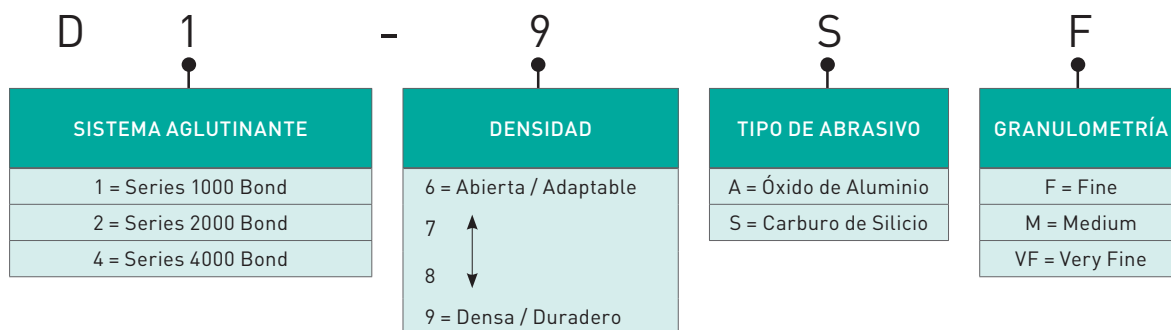 D 1 - 9 S F
SISTEMA AGLUTINANTE
1 = Series 1000 Bond
2 = Series 2000 Bond
4 = Series 4000 Bond
DENSIDAD
6 = Abierta / Adaptable
7
8
9 = Densa / Duradero
TIPO DE ABRASIVO
A = Óxido de Aluminio
S = Carburo de Silicio
GRANULOMETRÍA
F = Fine
M = Medium
VF = Very Fine